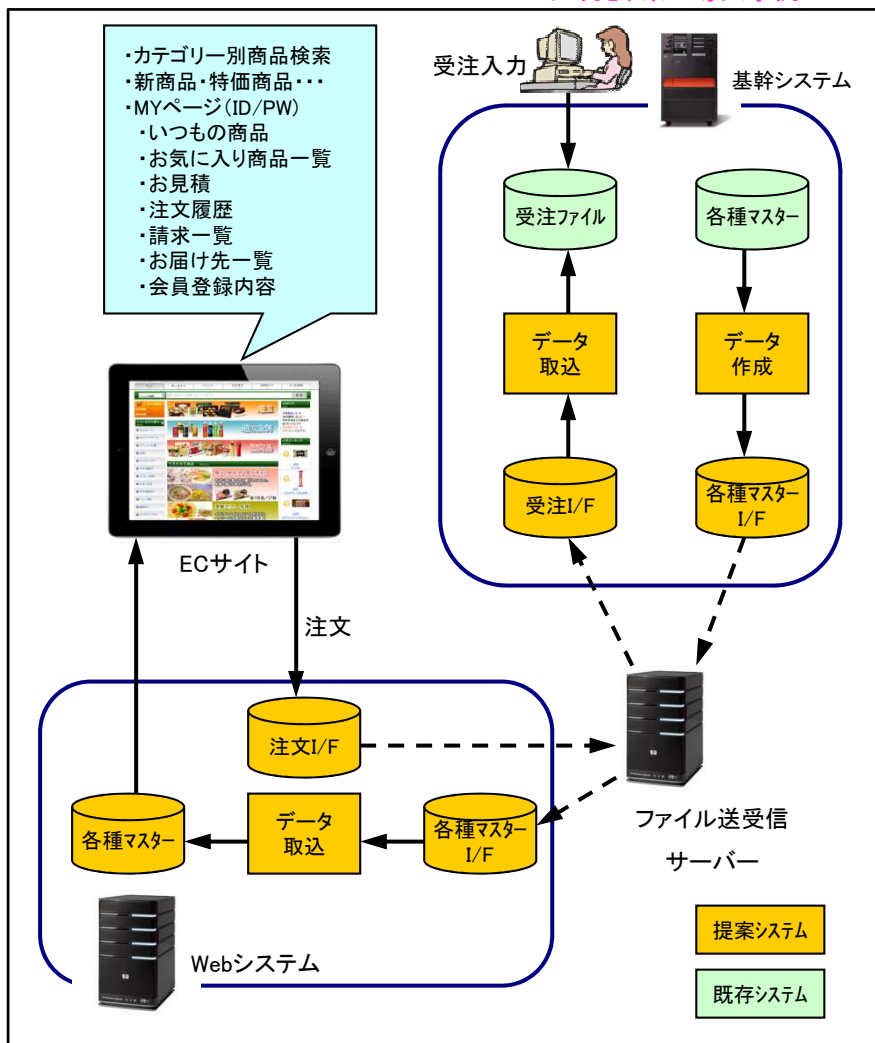 ・カテゴリー別商品検索
・新商品・特価商品・・・
・MYページ(ID/PW)
・いつもの商品
・お気に入り商品一覧
・お見積
・注文履歴
・請求一覧
・お届け先一覧
・会員登録内容
受注入力
基幹システム
受注ファイル
各種マスター
データ
取込
データ
作成
受注I/F
各種マスター
I/F
ECサイト
注文
注文I/F
各種マスター
データ
取込
各種マスター
I/F
ファイル送受信
サーバー
Webシステム
提案システム
既存システム